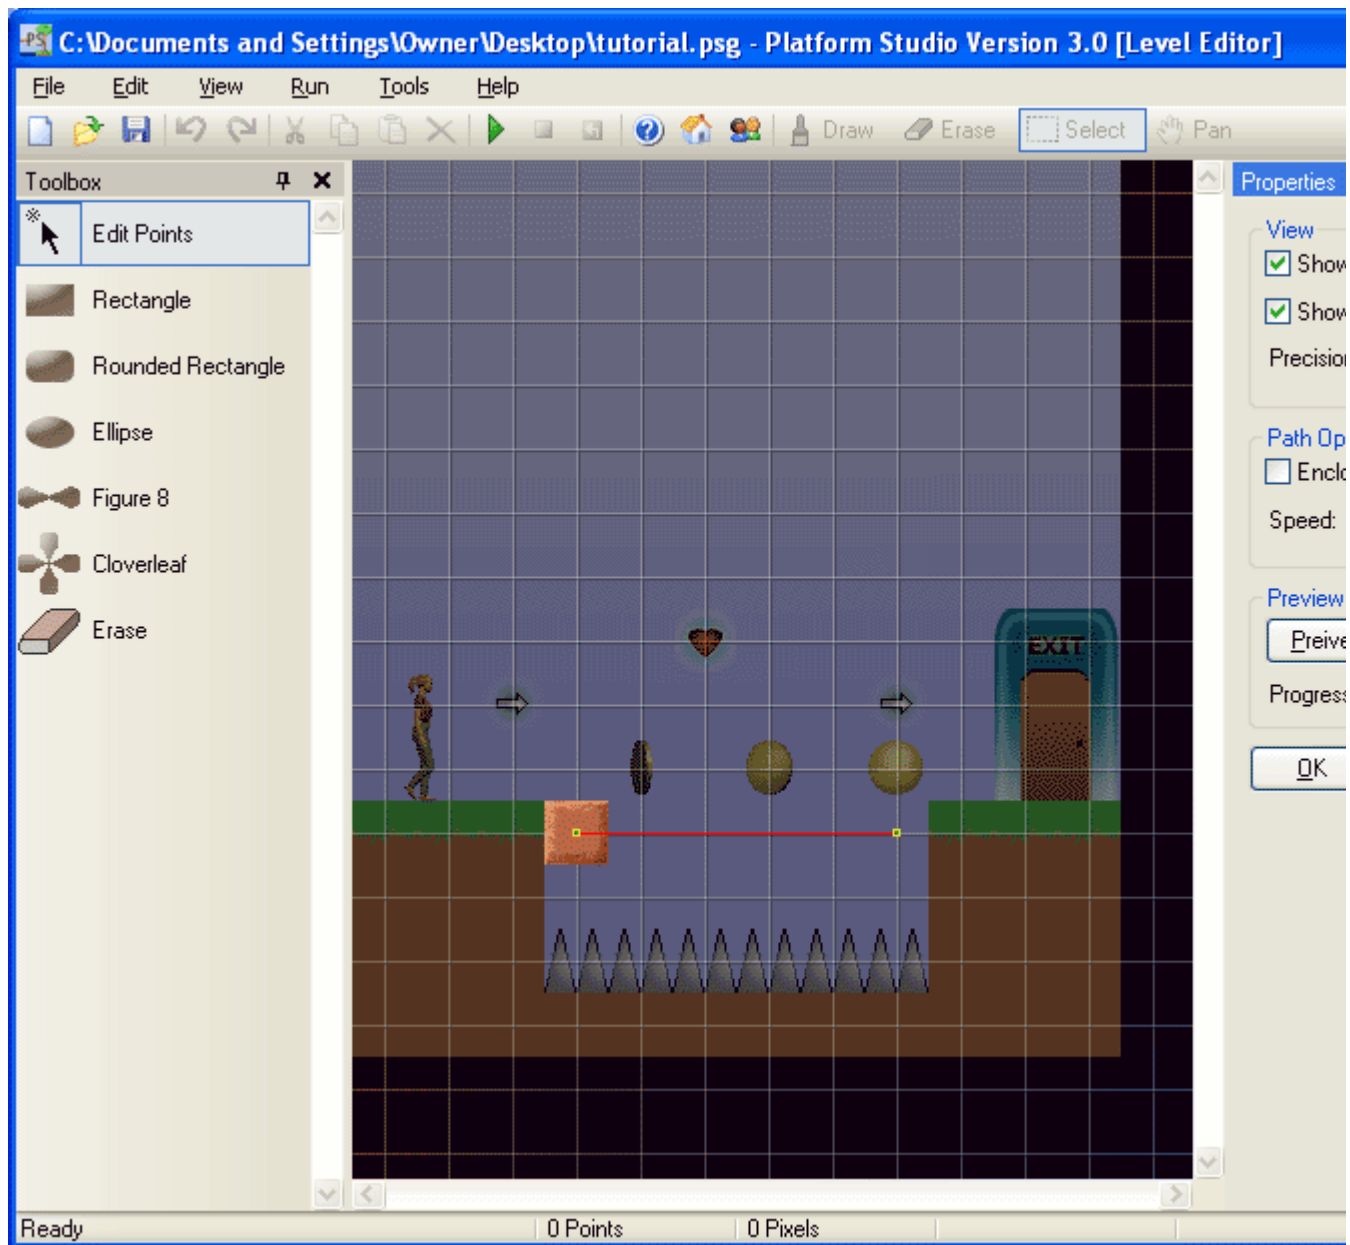 PS C:\Documents and Settings\Owner\Desktop\tutorial.psg - Platform Studio Version 3.0 [Level Editor]
File Edit View Run Tools Help
Draw Erase Select Pan
Toolbox
Edit Points
Rectangle
Rounded Rectangle
Ellipse
Figure 8
Cloverleaf
Erase
EXIT
Properties
View
Show
Show
Precision
Path Op
Enclo
Speed:
Preview
Preive
Progress
OK
Ready 0 Points 0 Pixels